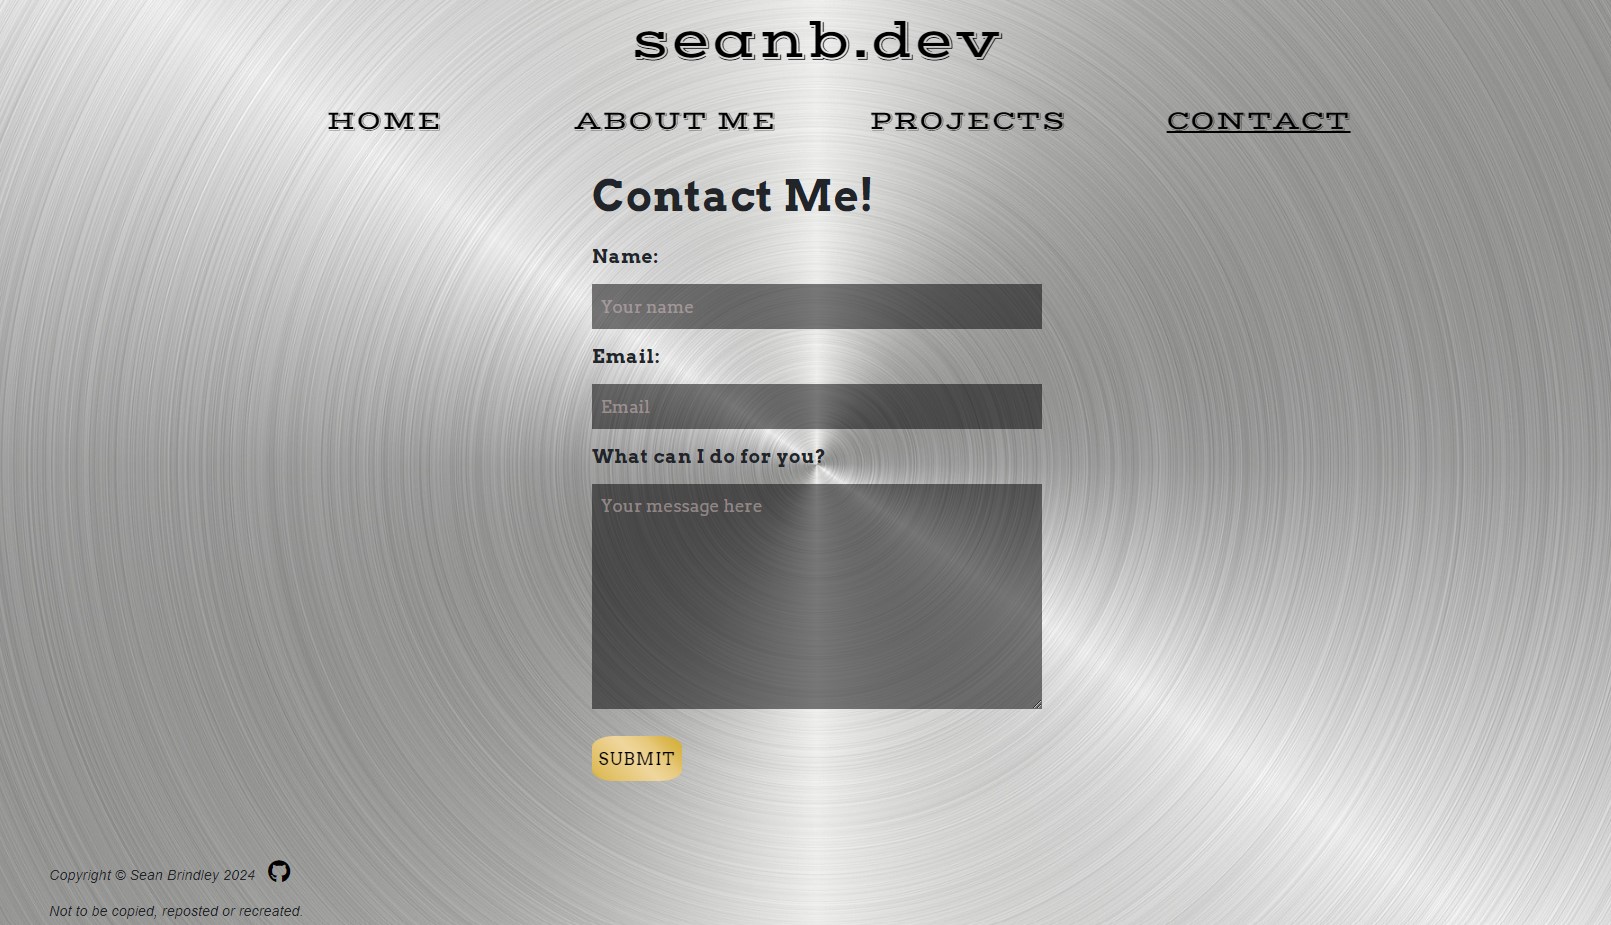 seanb.dev
HOME ABOUT ME PROJECTS CONTACT
Contact Me!
Name:
Your name
Email:
Email
What can I do for you?
Your message here
SUBMIT
Copyright © Sean Brindley 2024
Not to be copied, reposted or recreated.